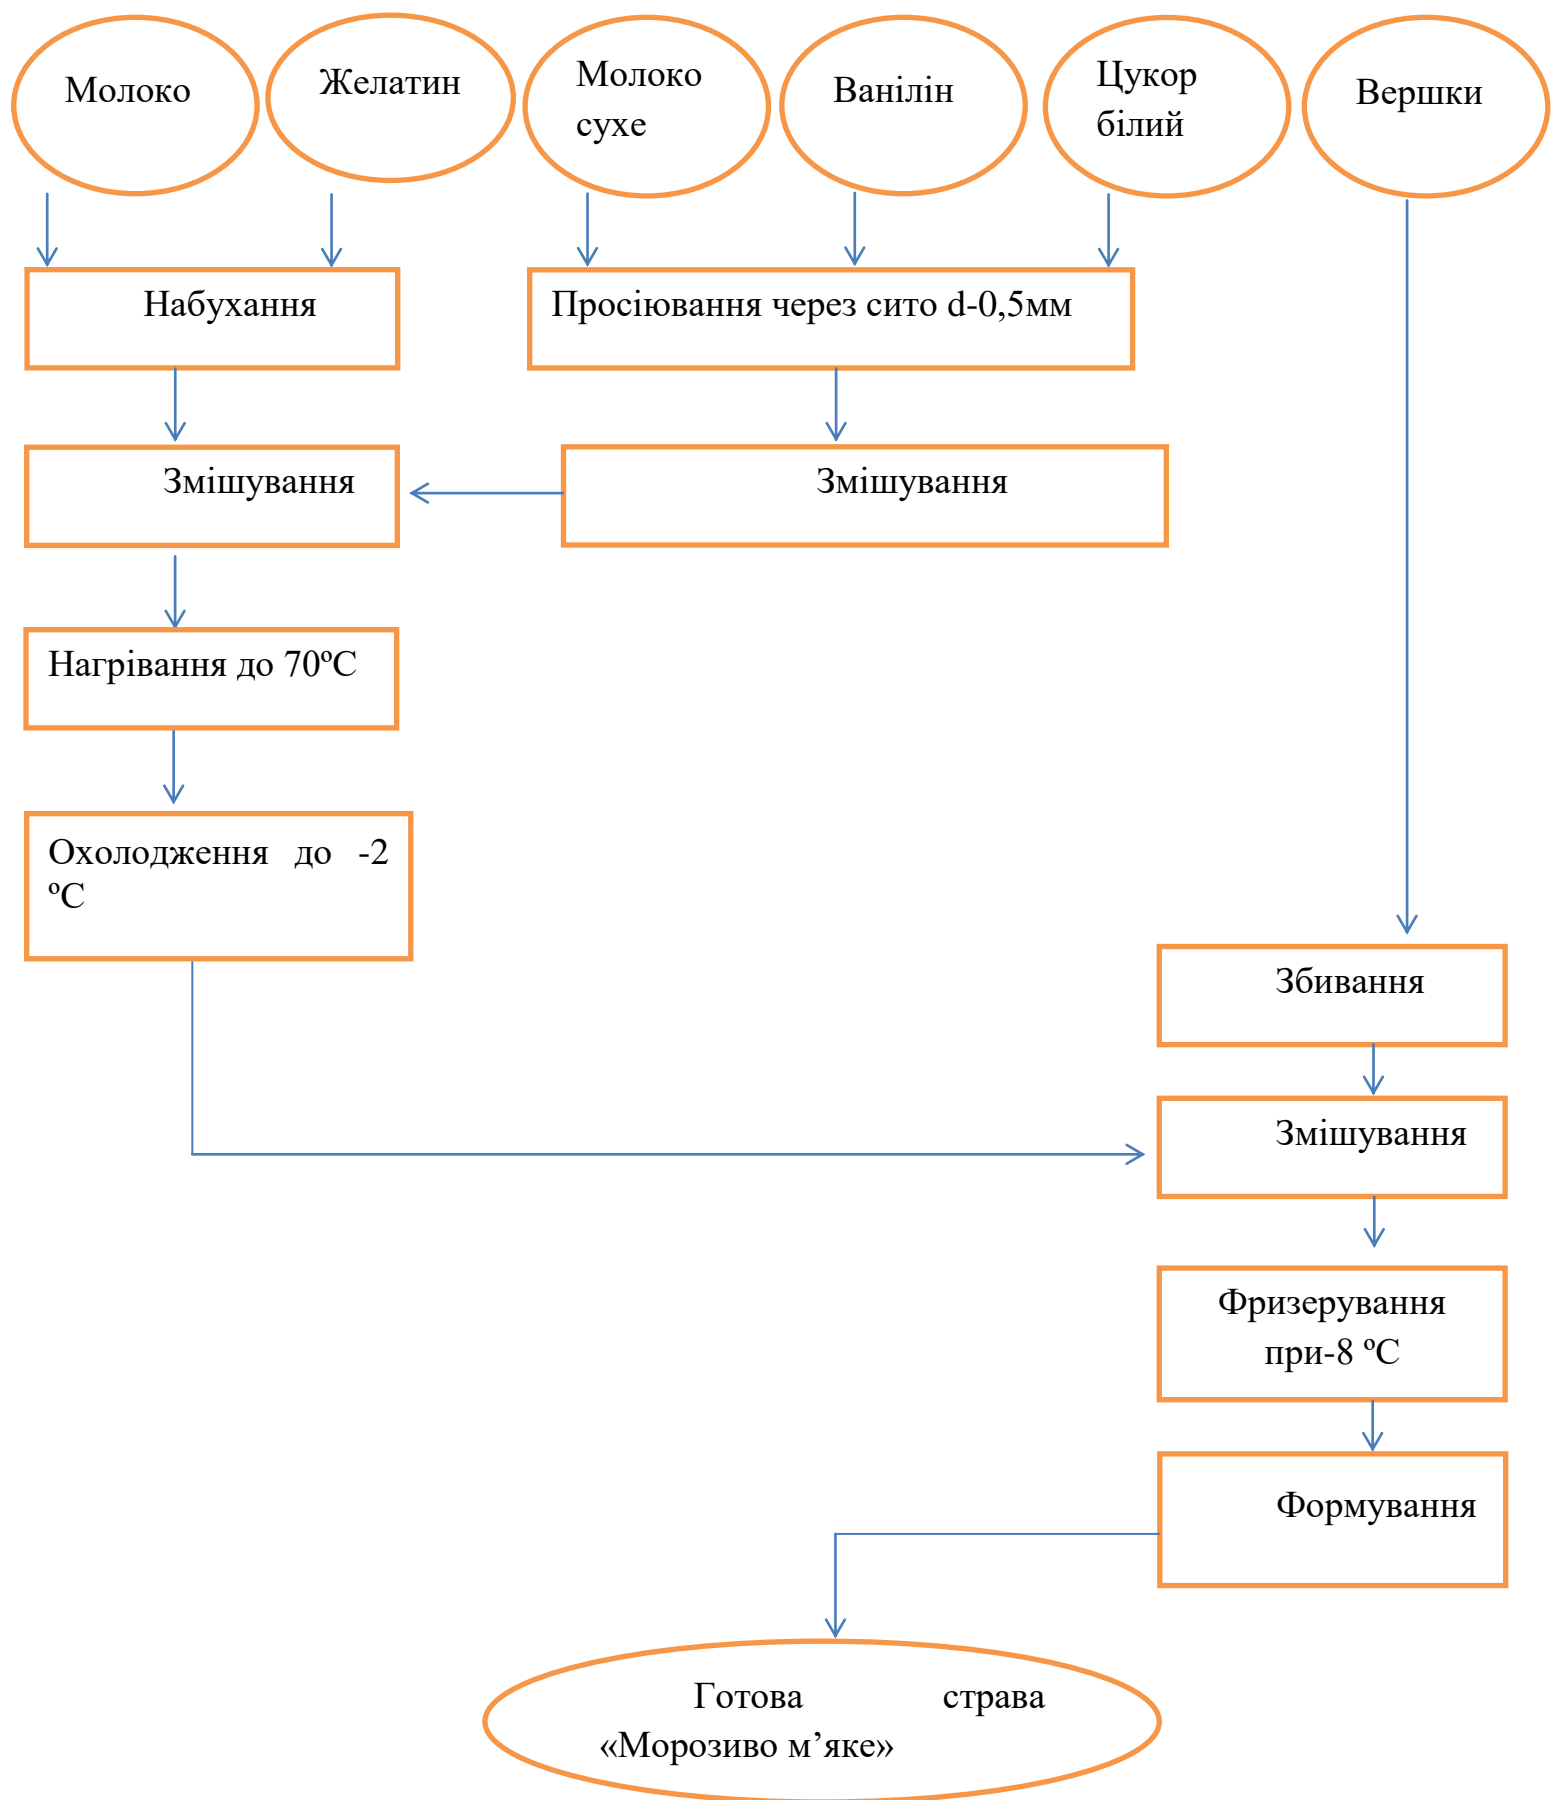 Молоко
Желатин
Молоко
сухе
Ванілін
Цукор
білий
Вершки
Набухання
Просіювання через сито d-0,5мм
Змішування
Змішування
Нагрівання до 70ºС
Охолодження до -2
ºС
Збивання
Змішування
Фризерування
при-8 ºС
Формування
Готова страва
«Морозиво м’яке»